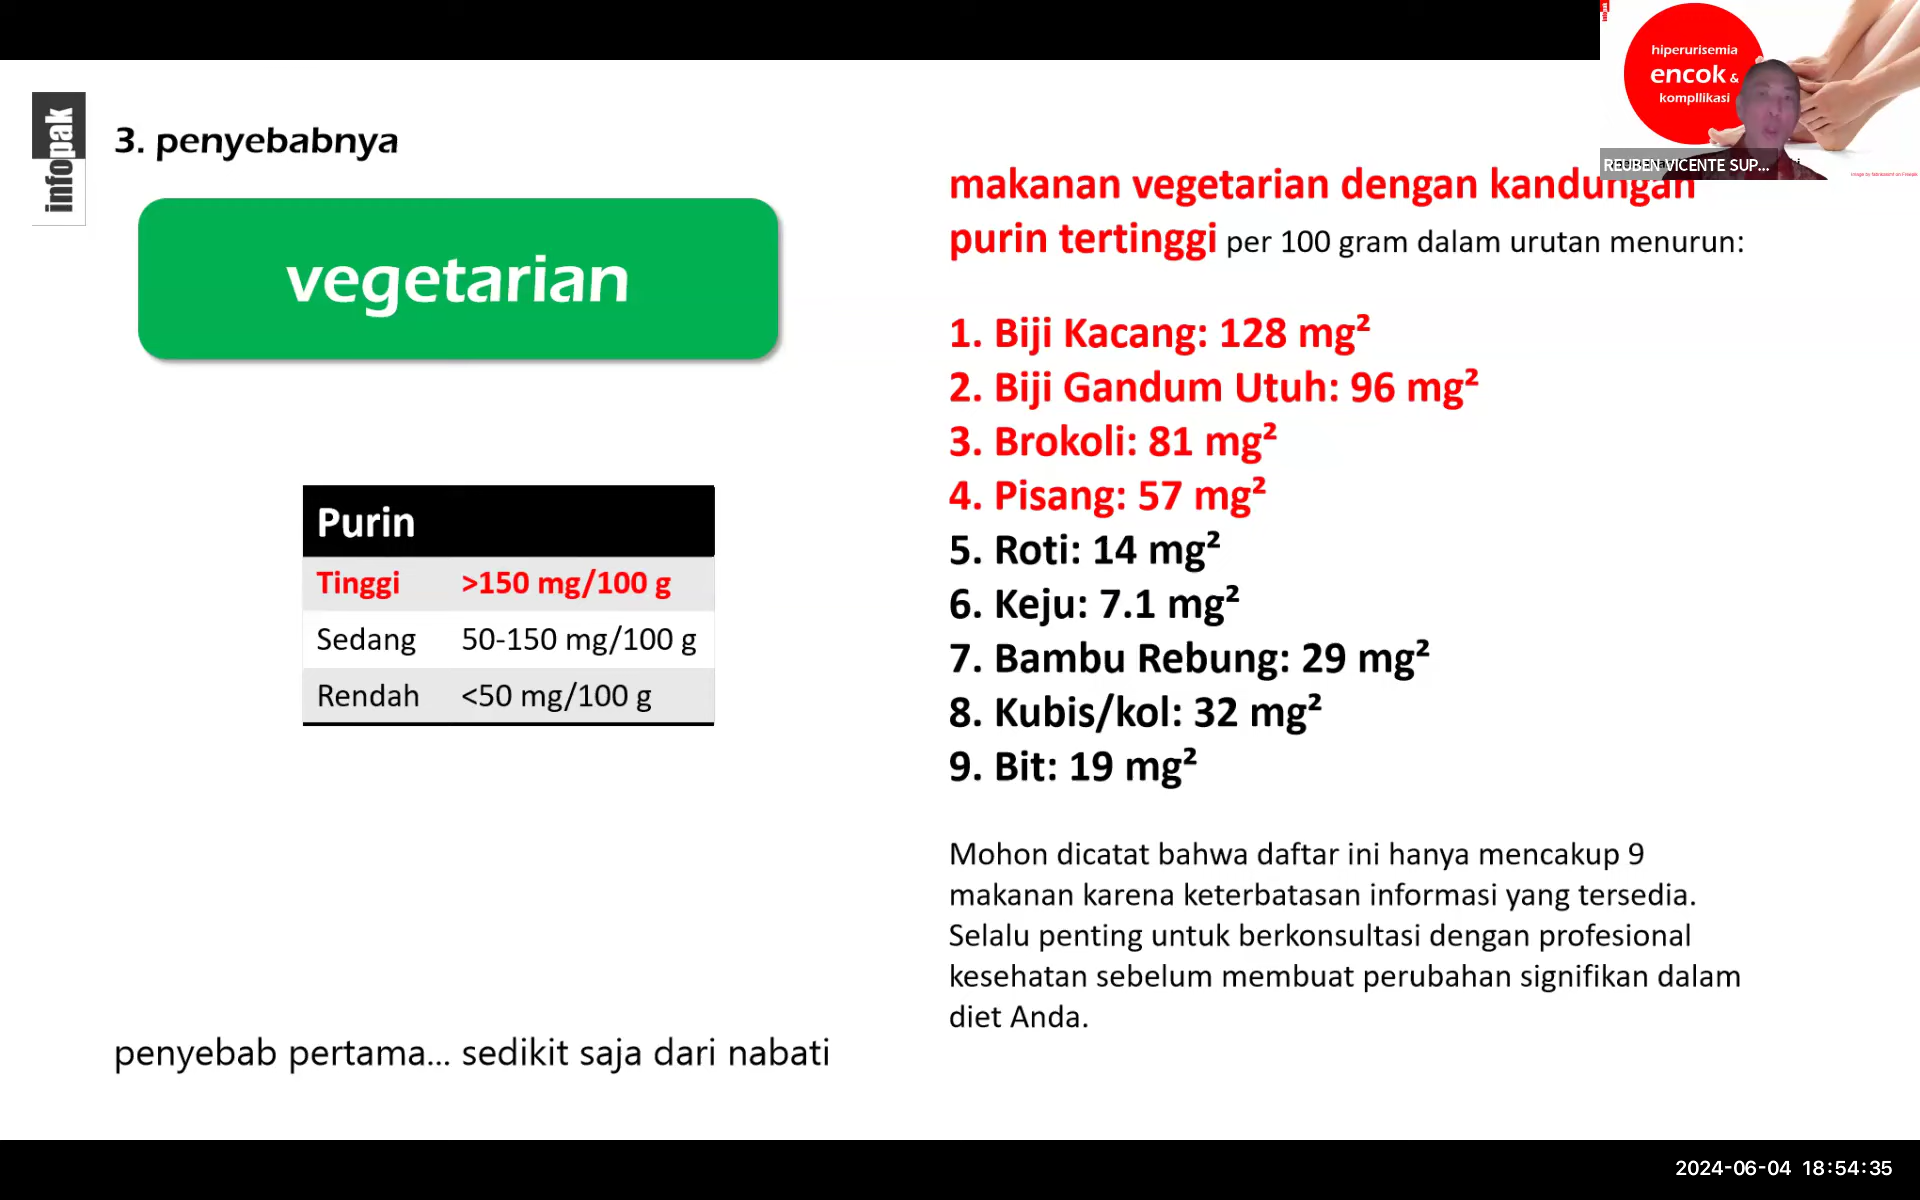 infopak
3. penyebabnya
vegetarian
Purin
Tinggi >150 mg/100 g
Sedang 50-150 mg/100 g
Rendah <50 mg/100 g
penyebab pertama... sedikit saja dari nabati
makanan vegetarian dengan kandungan
purin tertinggi per 100 gram dalam urutan menurun:
1. Biji Kacang: 128 mg²
2. Biji Gandum Utuh: 96 mg²
3. Brokoli: 81 mg²
4. Pisang: 57 mg²
5. Roti: 14 mg²
6. Keju: 7.1 mg²
7. Bambu Rebung: 29 mg²
8. Kubis/kol: 32 mg²
9. Bit: 19 mg²
Mohon dicatat bahwa daftar ini hanya mencakup 9
makanan karena keterbatasan informasi yang tersedia.
Selalu penting untuk berkonsultasi dengan profesional
kesehatan sebelum membuat perubahan signifikan dalam
diet Anda.
hiperurisemia
encok &
kompllikasi
REUBEN VICENTE SUP...
2024-06-04 18:54:35